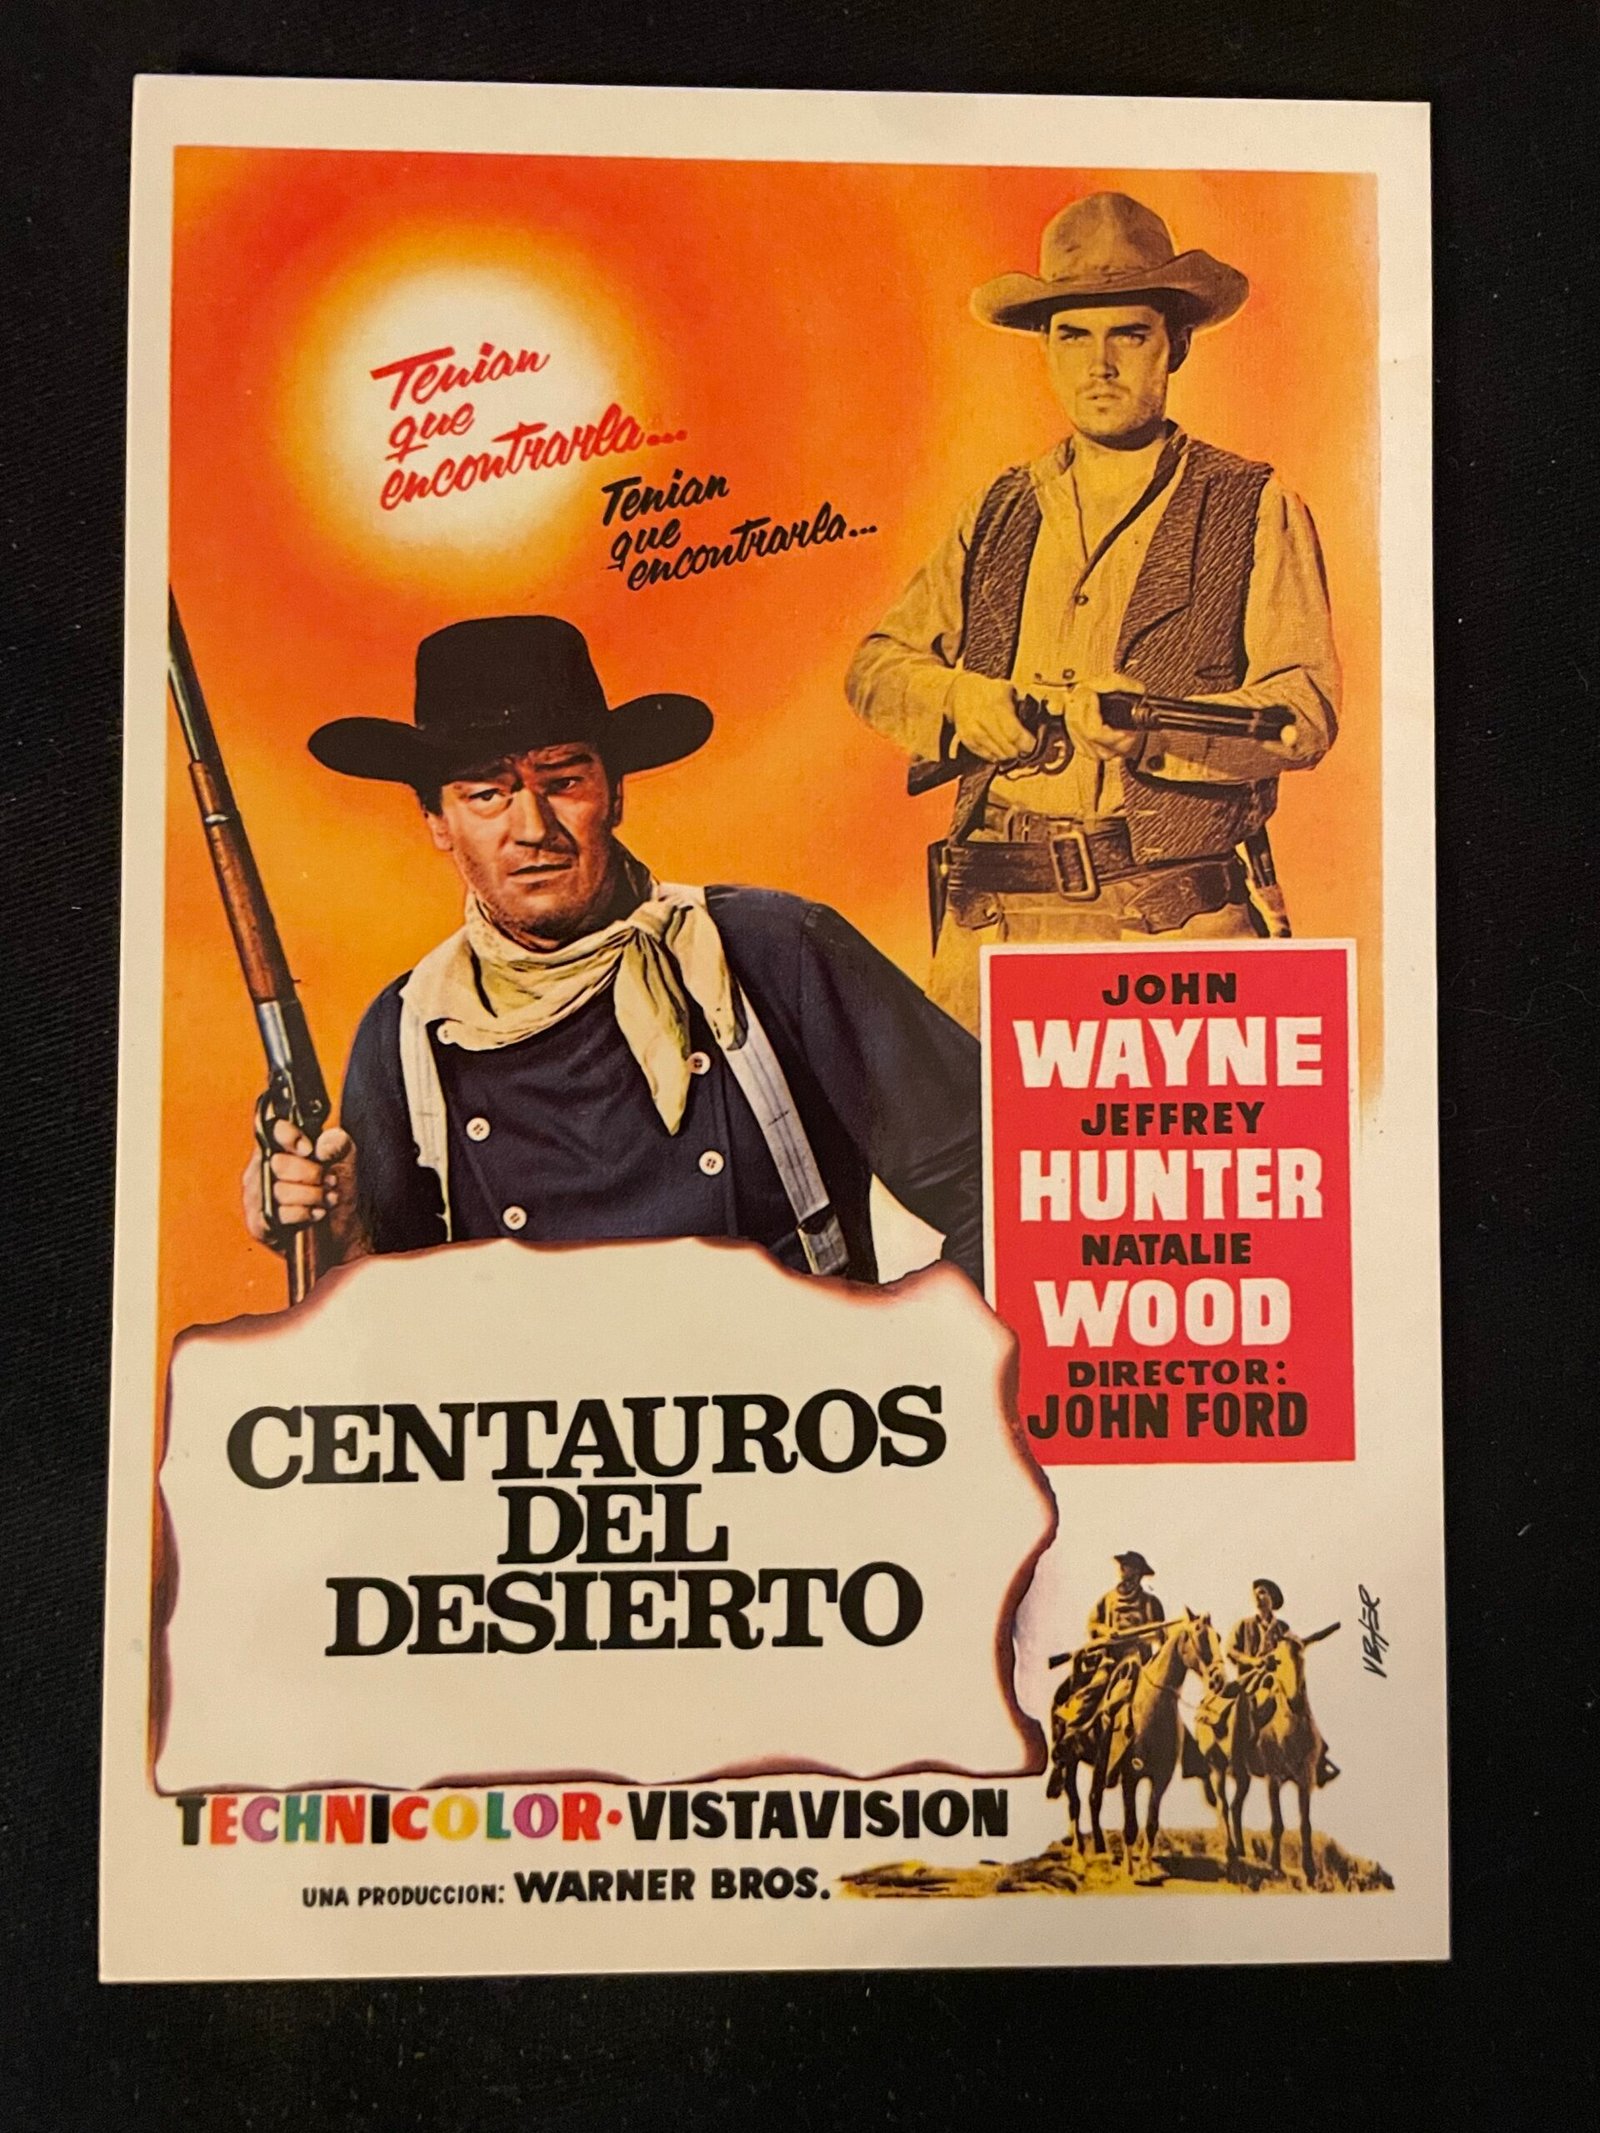 Tenian
que
encontrarla...
Tenian
que
encontrarla...
JOHN
WAYNE
JEFFREY
HUNTER
NATALIE
WOOD
DIRECTOR:
JOHN FORD
CENTAUROS
DEL
DESIERTO
TECHNICOLOR·VISTAVISION
UNA PRODUCCION: WARNER BROS.